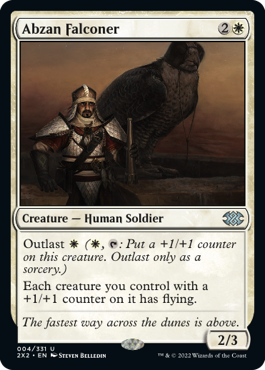 Abzan Falconer 2
Creature — Human Soldier
Outlast (, : Put a +1/+1 counter
on this creature. Outlast only as a
sorcery.)
Each creature you control with a
+1/+1 counter on it has flying.
The fastest way across the dunes is above.
2/3
004/331 U
2X2 • EN Steven Belledin
™ & © 2022 Wizards of the Coast